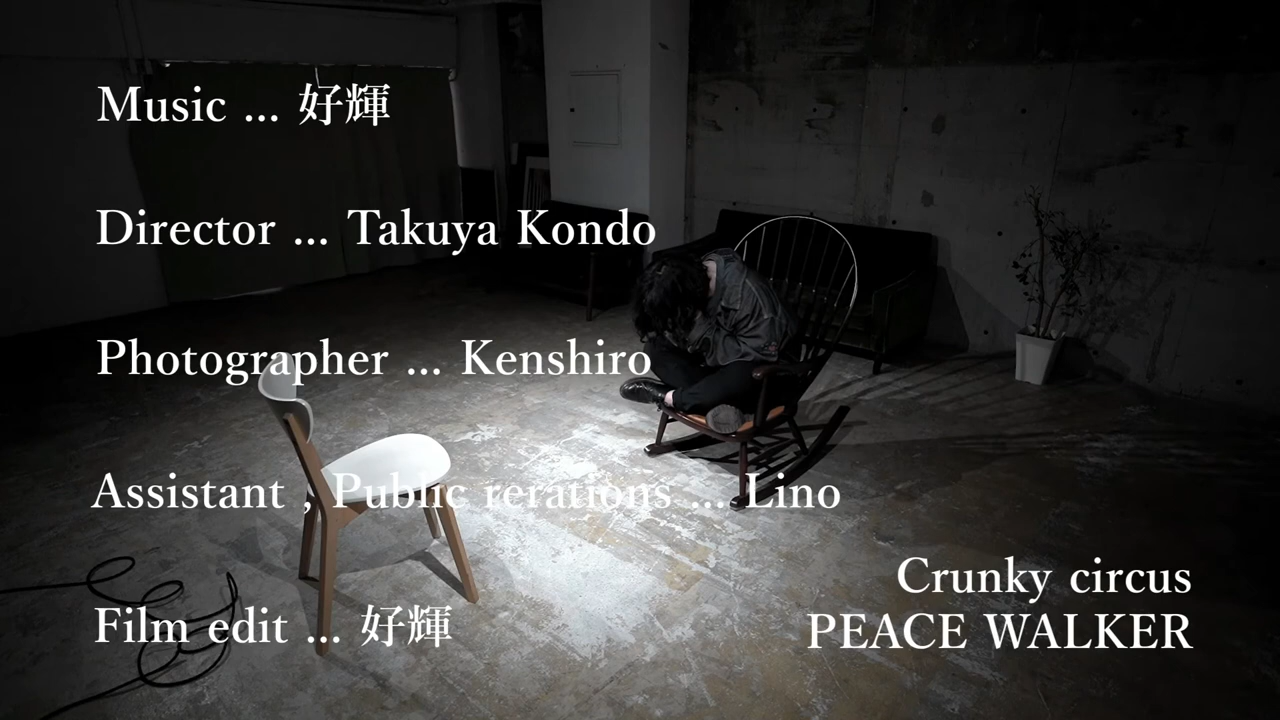 Music ... 好輝
Director ... Takuya Kondo
Photographer ... Kenshiro
Assistant , Public rerations ... Lino
Film edit ... 好輝
Crunky circus
PEACE WALKER